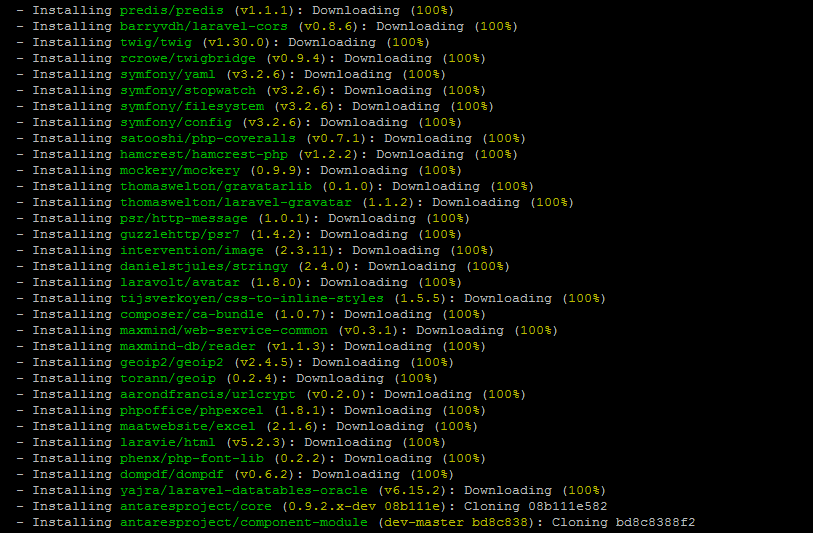 - Installing predis/predis (v1.1.1): Downloading (100%)
- Installing barryvdh/laravel-cors (v0.8.6): Downloading (100%)
- Installing twig/twig (v1.30.0): Downloading (100%)
- Installing rcrowe/twigbridge (v0.9.4): Downloading (100%)
- Installing symfony/yaml (v3.2.6): Downloading (100%)
- Installing symfony/stopwatch (v3.2.6): Downloading (100%)
- Installing symfony/filesystem (v3.2.6): Downloading (100%)
- Installing symfony/config (v3.2.6): Downloading (100%)
- Installing satooshi/php-coveralls (v0.7.1): Downloading (100%)
- Installing hamcrest/hamcrest-php (v1.2.2): Downloading (100%)
- Installing mockery/mockery (0.9.9): Downloading (100%)
- Installing thomaswelton/gravatarlib (0.1.0): Downloading (100%)
- Installing thomaswelton/laravel-gravatar (1.1.2): Downloading (100%)
- Installing psr/http-message (1.0.1): Downloading (100%)
- Installing guzzlehttp/psr7 (1.4.2): Downloading (100%)
- Installing intervention/image (2.3.11): Downloading (100%)
- Installing danielstjules/stringy (2.4.0): Downloading (100%)
- Installing laravolt/avatar (1.8.0): Downloading (100%)
- Installing tijsverkoyen/css-to-inline-styles (1.5.5): Downloading (100%)
- Installing composer/ca-bundle (1.0.7): Downloading (100%)
- Installing maxmind/web-service-common (v0.3.1): Downloading (100%)
- Installing maxmind-db/reader (v1.1.3): Downloading (100%)
- Installing geoip2/geoip2 (v2.4.5): Downloading (100%)
- Installing torann/geoip (0.2.4): Downloading (100%)
- Installing aarondfrancis/urlcrypt (v0.2.0): Downloading (100%)
- Installing phpoffice/phpexcel (1.8.1): Downloading (100%)
- Installing maatwebsite/excel (2.1.6): Downloading (100%)
- Installing laravie/html (v5.2.3): Downloading (100%)
- Installing phenx/php-font-lib (0.2.2): Downloading (100%)
- Installing dompdf/dompdf (v0.6.2): Downloading (100%)
- Installing yajra/laravel-datatables-oracle (v6.15.2): Downloading (100%)
- Installing antaresproject/core (0.9.2.x-dev 08b111e): Cloning 08b111e582
- Installing antaresproject/component-module (dev-master bd8c838): Cloning bd8c8388f2